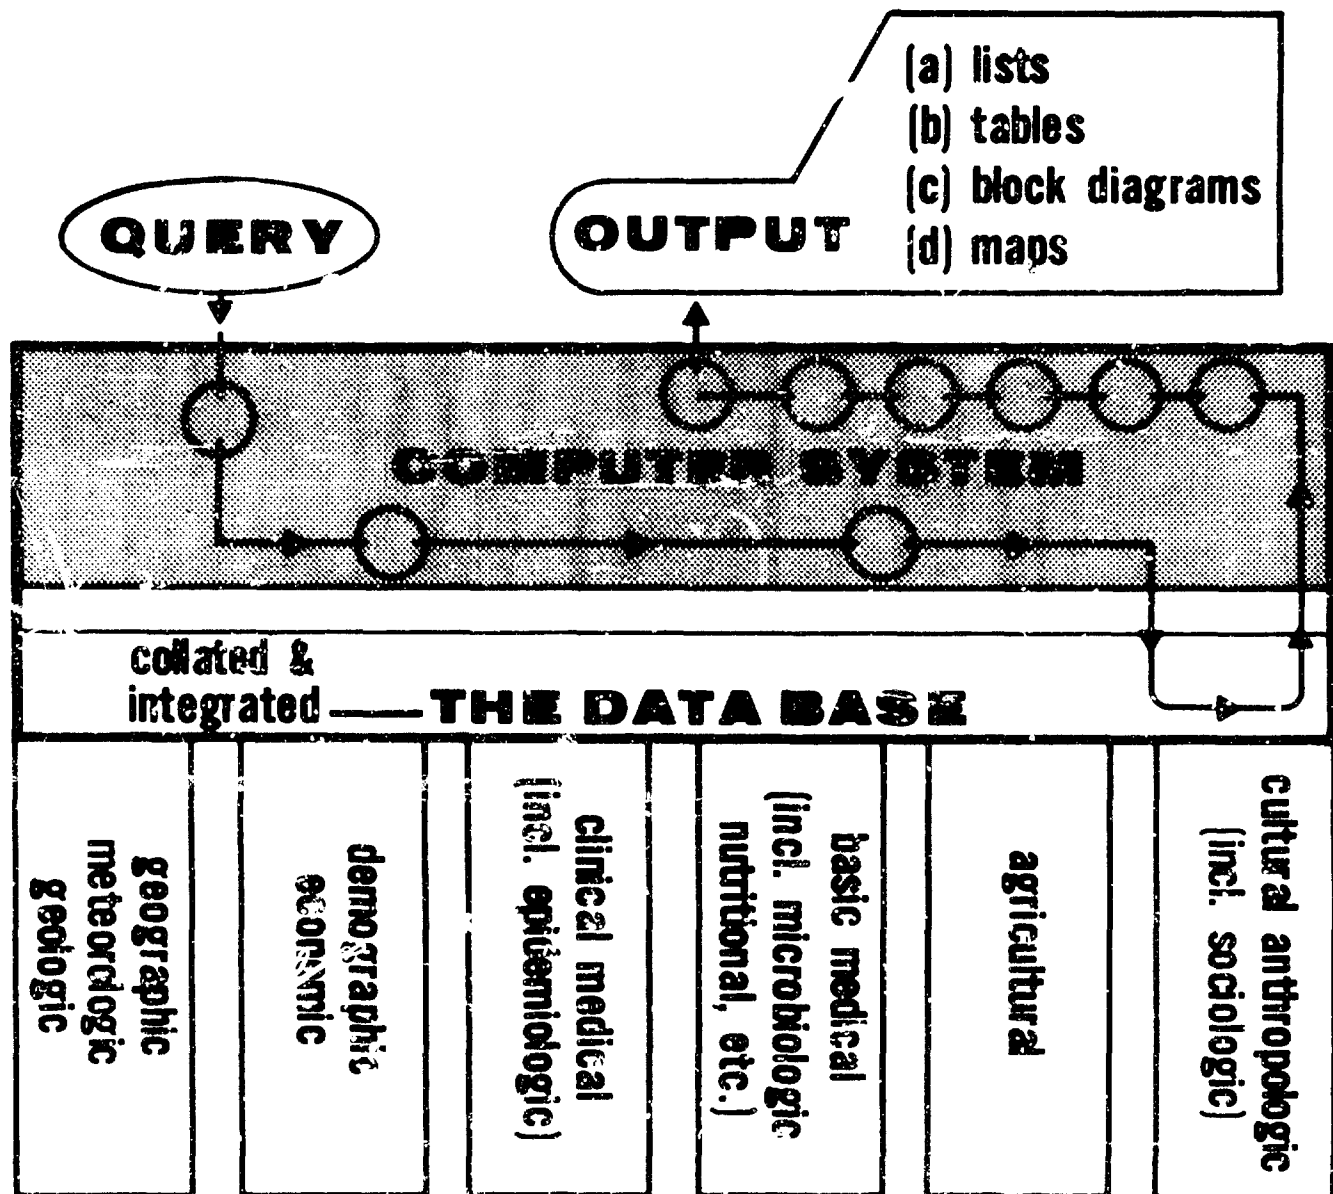 (a) lists
(b) tables
(c) block diagrams
(d) maps
QUERY
OUTPUT
COMPUTER SYSTEM
collated &
integrated
THE DATA BASE
geographic
meteorologic
geologic
demographic
economic
clinical medical
(incl. epidemiologic)
basic medical
(incl. microbiologic
nutritional, etc.)
agricultural
cultural anthropologic
(incl. sociologic)